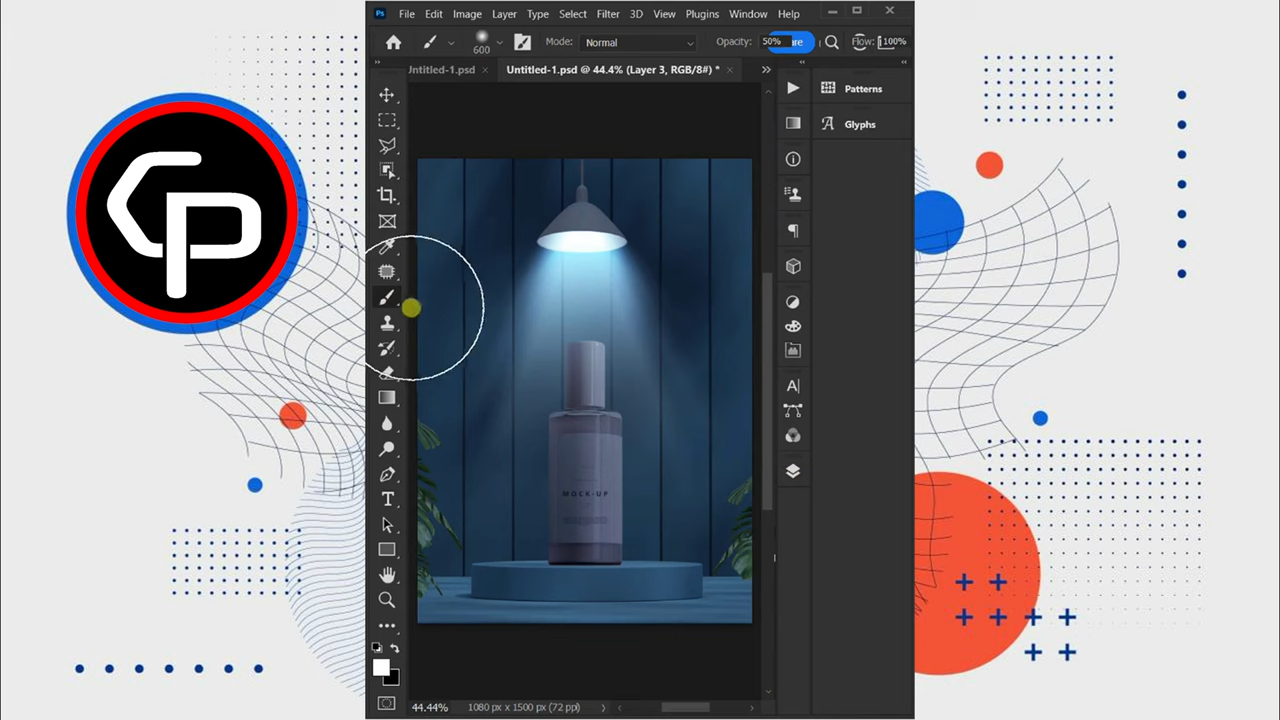 CP
Ps File Edit Image Layer Type Select Filter 3D View Plugins Window Help
600 Mode: Normal Opacity: 50% Flow: 100%
Untitled-1.psd × Untitled-1.psd @ 44.4% (Layer 3, RGB/8#) * ×
Patterns
Glyphs
MOCK-UP
44.44% 1080 px x 1500 px (72 ppi)